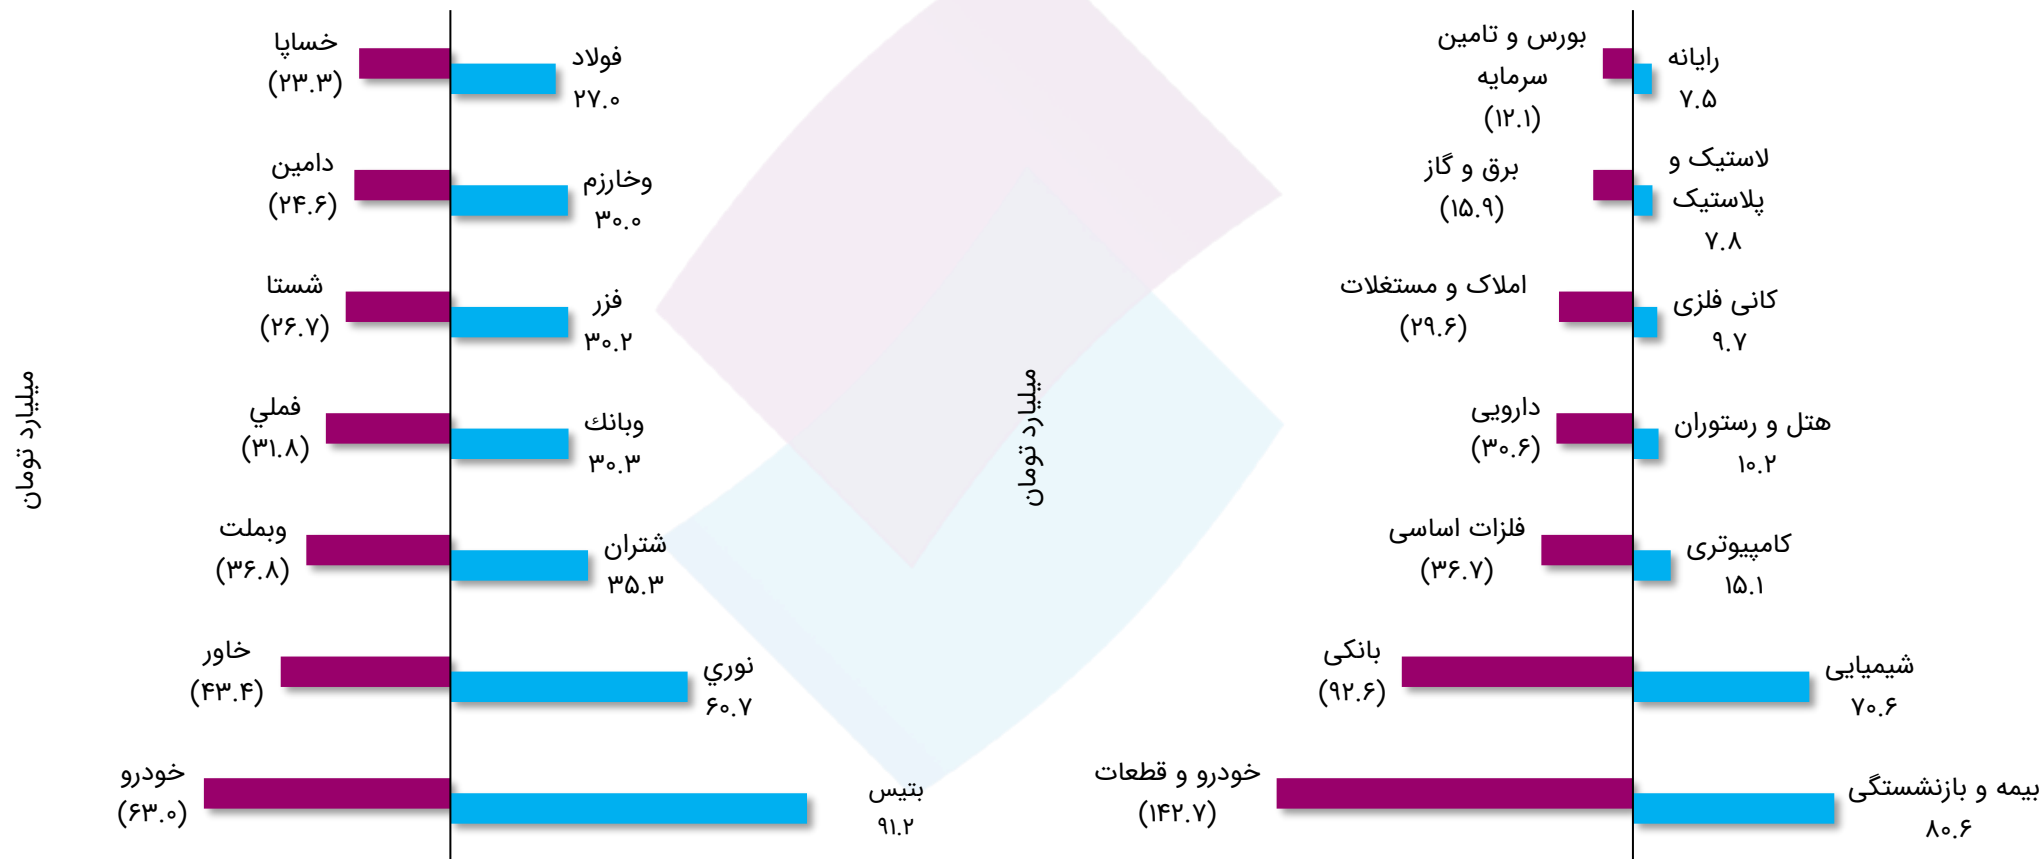 خساپا
(۲۳.۳)
فولاد
۲۷.۰
دامین
(۲۴.۶)
وخارزم
۳۰.۰
شستا
(۲۶.۷)
فزر
۳۰.۲
فملي
(۳۱.۸)
وبانك
۳۰.۳
وبملت
(۳۶.۸)
شتران
۳۵.۳
خاور
(۴۳.۴)
نوري
۶۰.۷
خودرو
(۶۳.۰)
بتیس
۹۱.۲
میلیارد تومان
بورس و تامین
سرمایه
(۱۲.۱)
رایانه
۷.۵
برق و گاز
(۱۵.۹)
لاستیک و
پلاستیک
۷.۸
املاک و مستغلات
(۲۹.۶)
کانی فلزی
۹.۷
دارویی
(۳۰.۶)
هتل و رستوران
۱۰.۲
فلزات اساسی
(۳۶.۷)
کامپیوتری
۱۵.۱
بانکی
(۹۲.۶)
شیمیایی
۷۰.۶
خودرو و قطعات
(۱۴۲.۷)
بیمه و بازنشستگی
۸۰.۶
میلیارد تومان